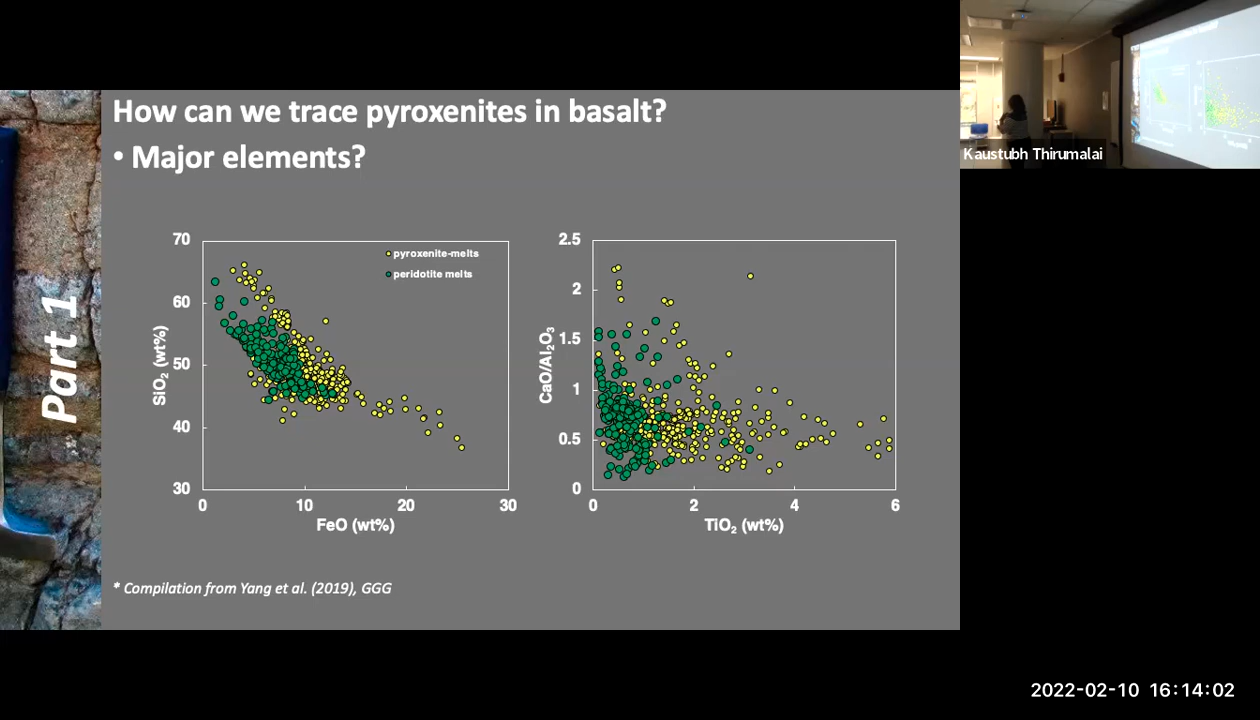 How can we trace pyroxenites in basalt?
• Major elements?
Part 1
70
60
50
40
30
SiO₂ (wt%)
0
10
20
30
FeO (wt%)
pyroxenite-melts
peridotite melts
2.5
2
1.5
1
0.5
0
CaO/Al₂O₃
0
2
4
6
TiO₂ (wt%)
* Compilation from Yang et al. (2019), GGG
Kaustubh Thirumalai
2022-02-10 16:14:02